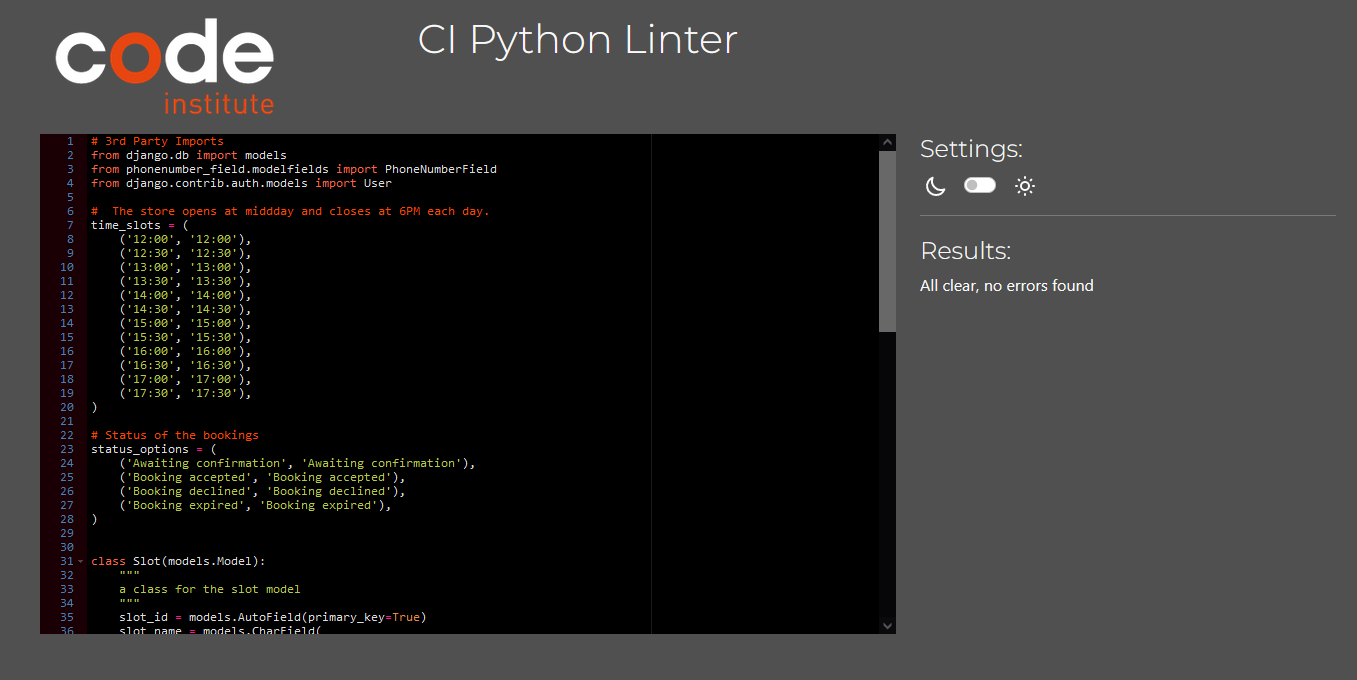 code
institute
CI Python Linter
1 # 3rd Party Imports
2 from django.db import models
3 from phonenumber_field.modelfields import PhoneNumberField
4 from django.contrib.auth.models import User
5
6 #  The store opens at middday and closes at 6PM each day.
7 time_slots = (
8     ('12:00', '12:00'),
9     ('12:30', '12:30'),
10     ('13:00', '13:00'),
11     ('13:30', '13:30'),
12     ('14:00', '14:00'),
13     ('14:30', '14:30'),
14     ('15:00', '15:00'),
15     ('15:30', '15:30'),
16     ('16:00', '16:00'),
17     ('16:30', '16:30'),
18     ('17:00', '17:00'),
19     ('17:30', '17:30'),
20 )
21
22 # Status of the bookings
23 status_options = (
24     ('Awaiting confirmation', 'Awaiting confirmation'),
25     ('Booking accepted', 'Booking accepted'),
26     ('Booking declined', 'Booking declined'),
27     ('Booking expired', 'Booking expired'),
28 )
29
30
31 class Slot(models.Model):
32     """
33     a class for the slot model
34     """
35     slot_id = models.AutoField(primary_key=True)
36     slot_name = models.CharField(
Settings:
Results:
All clear, no errors found